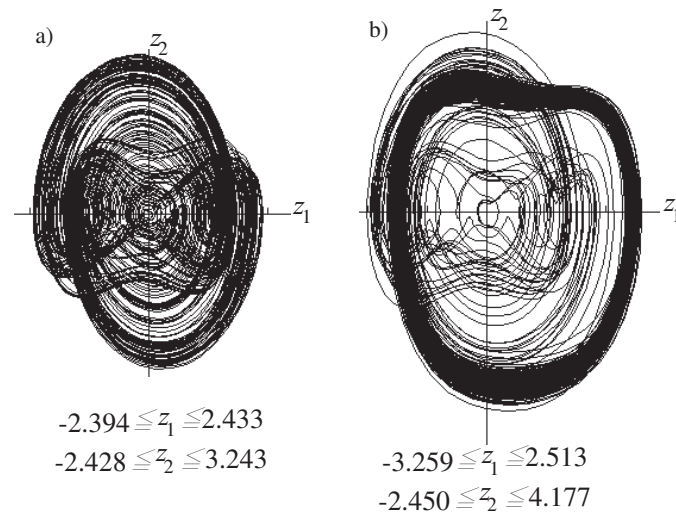 a)
z2
z1
-2.394 ≦ z1 ≦ 2.433
-2.428 ≦ z2 ≦ 3.243
b)
z2
z1
-3.259 ≦ z1 ≦ 2.513
-2.450 ≦ z2 ≦ 4.177